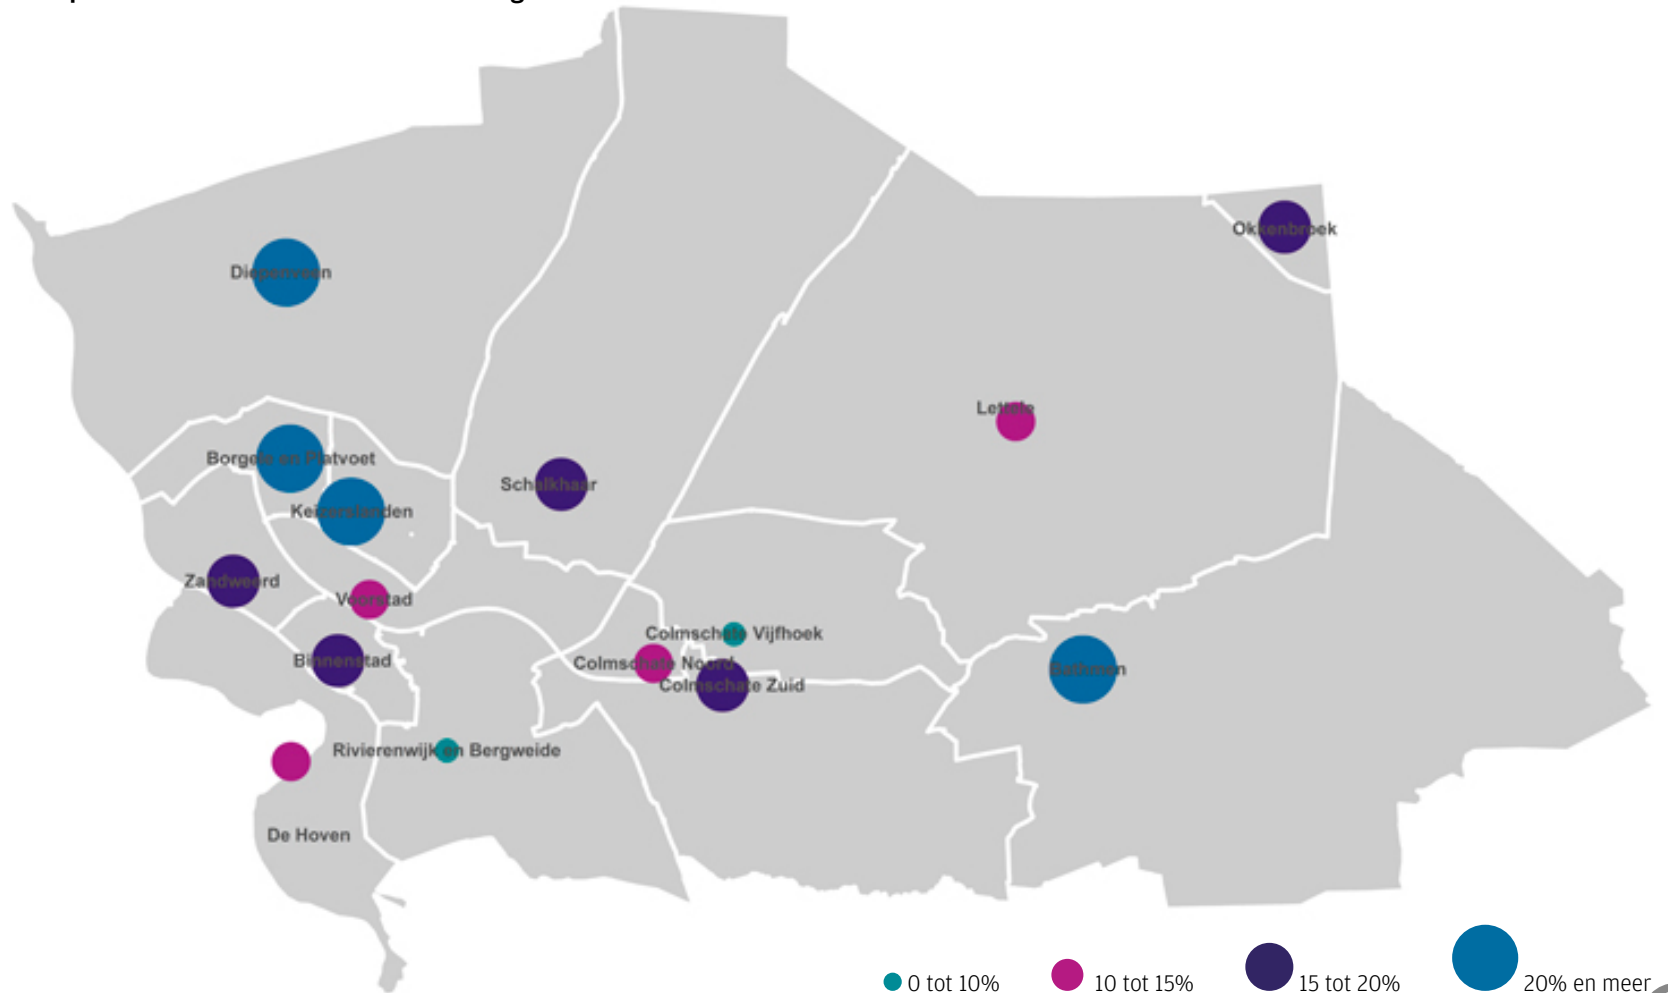 Okkenbroek
Diepenveen
Lettele
Borgele en Platvoet
Schalkhaar
Keizerslanden
Zandweerd
Voorstad
Colmschate Vijfhoek
Binnenstad
Colmschate Noord
Bathmen
Colmschate Zuid
Rivierenwijk en Bergweide
De Hoven
0 tot 10%
10 tot 15%
15 tot 20%
20% en meer